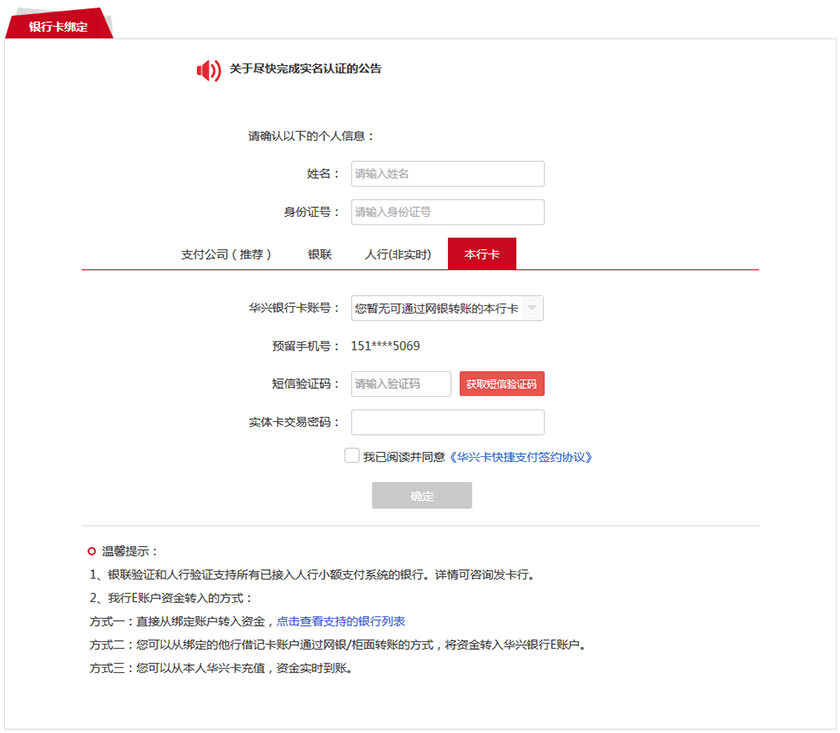 银行卡绑定
关于尽快完成实名认证的公告
请确认以下的个人信息：
姓名： 请输入姓名
身份证号： 请输入身份证号
支付公司（推荐） 银联 人行(非实时) 本行卡
华兴银行卡账号： 您暂无可通过网银转账的本行卡
预留手机号： 151****5069
短信验证码： 请输入验证码 获取短信验证码
实体卡交易密码：
我已阅读并同意《华兴卡快捷支付签约协议》
确定
温馨提示：
1、银联验证和人行验证支持所有已接入人行小额支付系统的银行。详情可咨询发卡行。
2、我行E账户资金转入的方式：
方式一：直接从绑定账户转入资金，点击查看支持的银行列表
方式二：您可以从绑定的他行借记卡账户通过网银/柜面转账的方式，将资金转入华兴银行E账户。
方式三：您可以从本人华兴卡充值，资金实时到账。